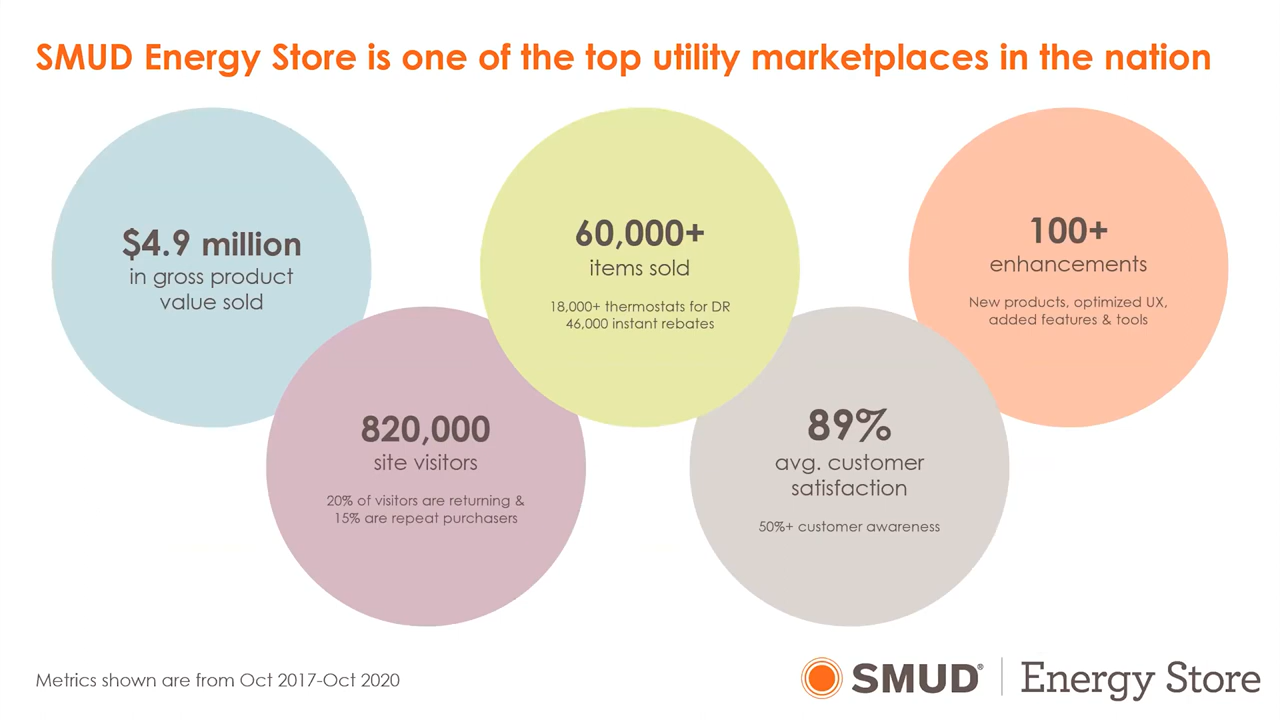 SMUD Energy Store is one of the top utility marketplaces in the nation
$4.9 million
in gross product
value sold
820,000
site visitors
20% of visitors are returning &
15% are repeat purchasers
60,000+
items sold
18,000+ thermostats for DR
46,000 instant rebates
89%
avg. customer
satisfaction
50%+ customer awareness
100+
enhancements
New products, optimized UX,
added features & tools
Metrics shown are from Oct 2017-Oct 2020
SMUD® | Energy Store